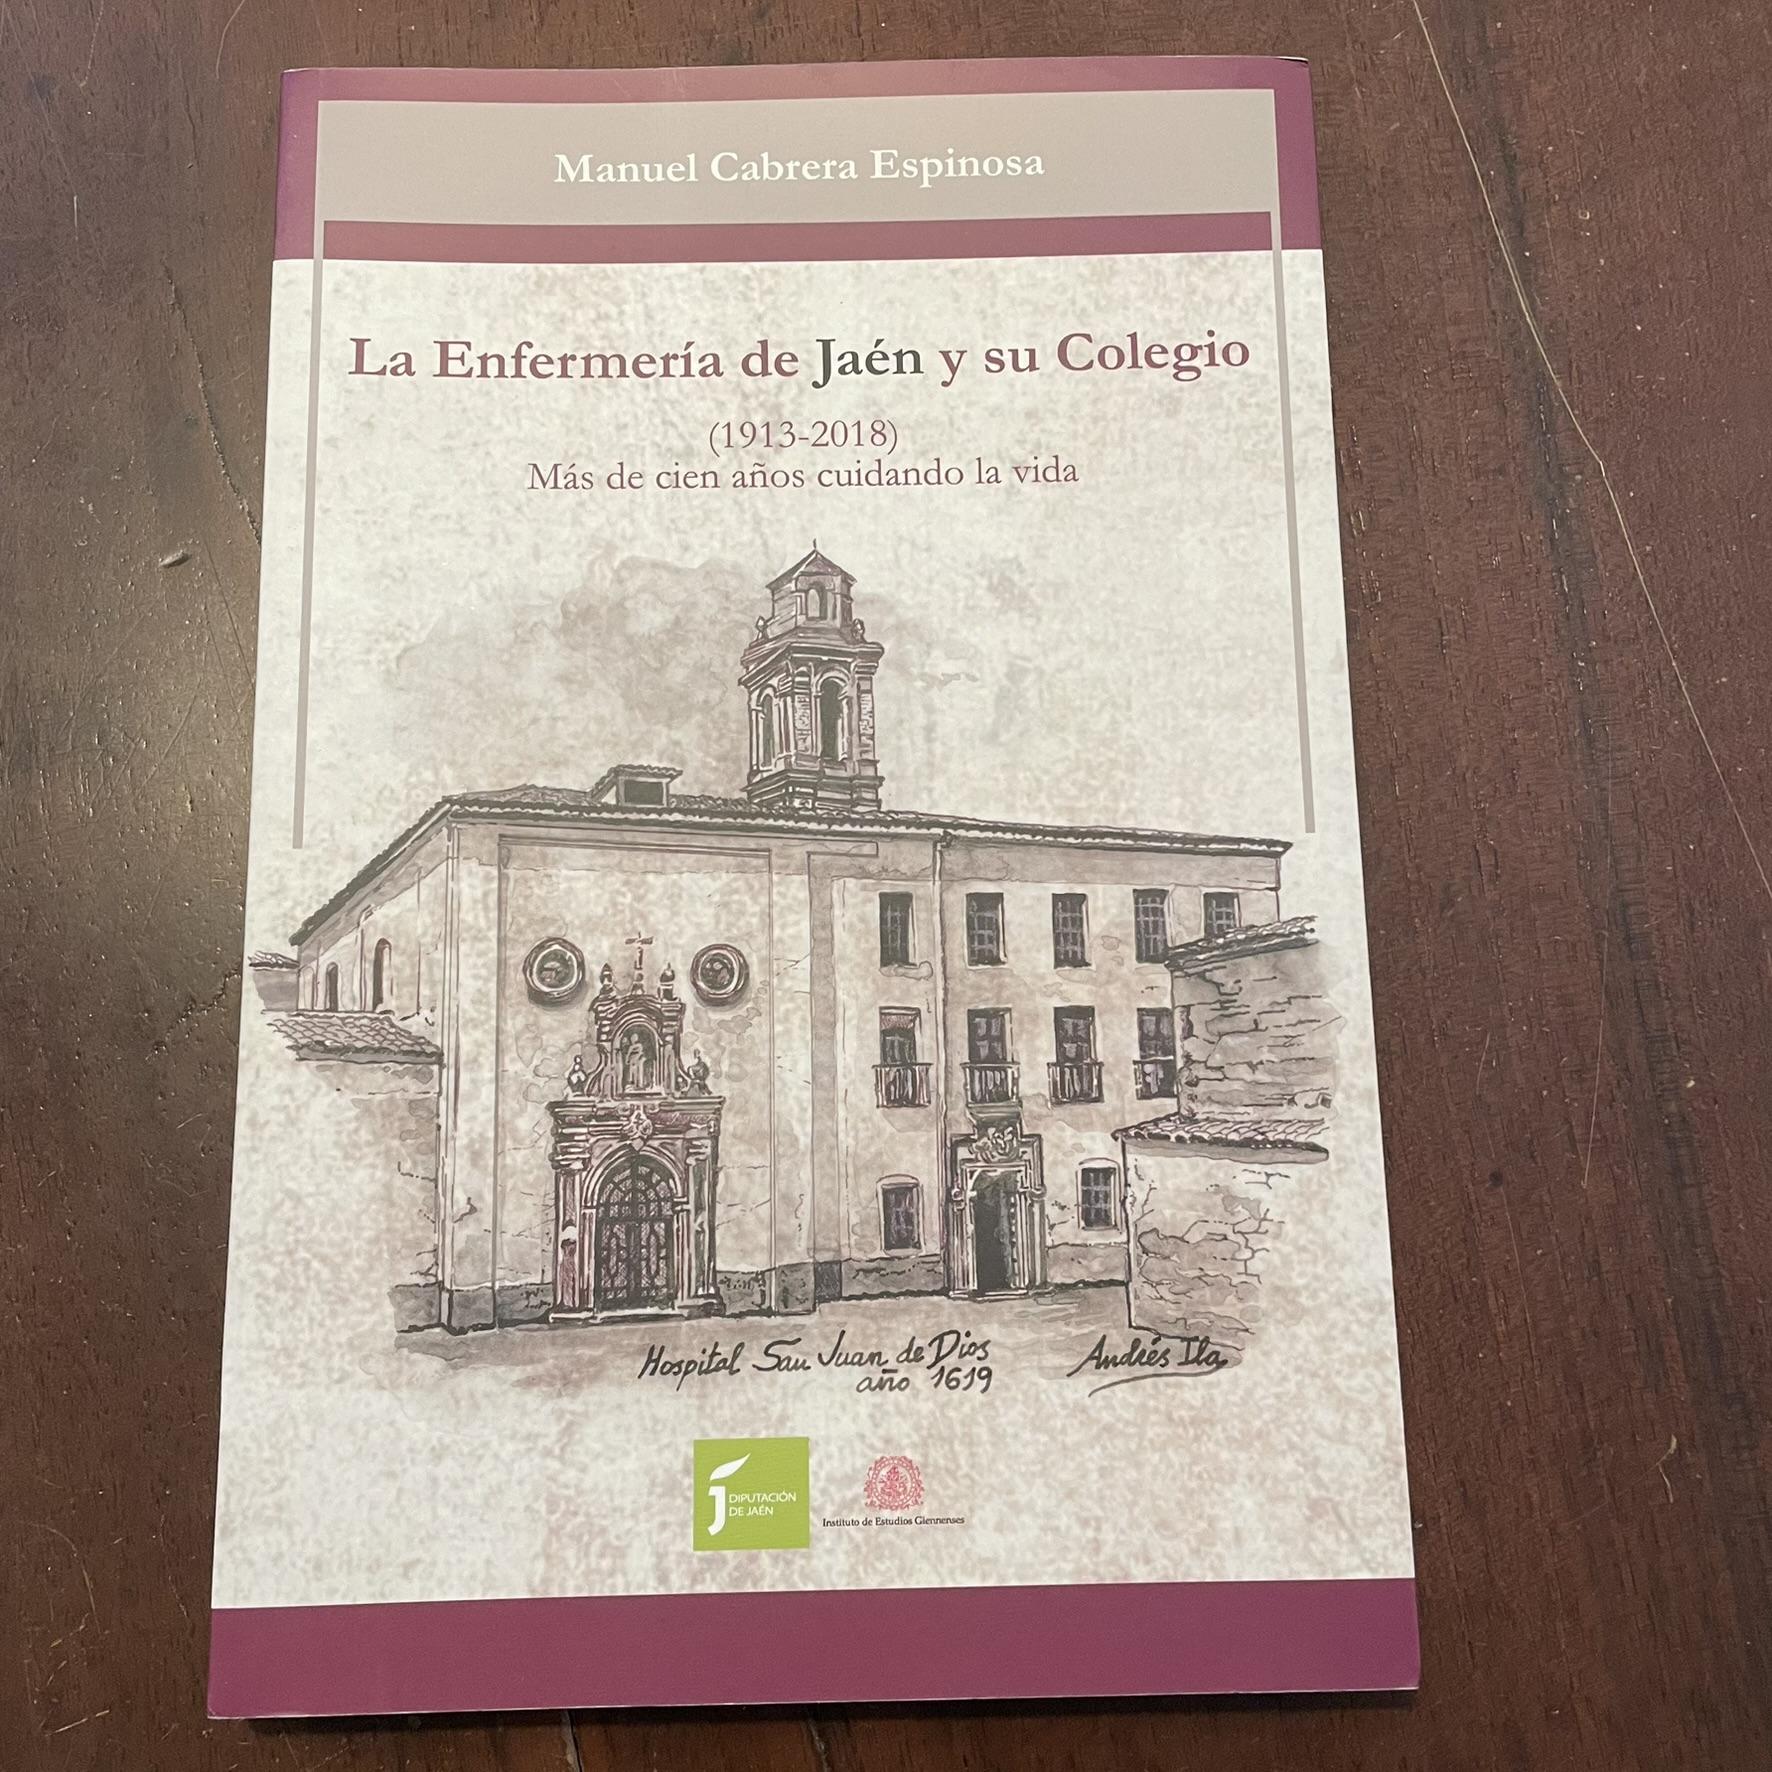 Manuel Cabrera Espinosa
La Enfermería de Jaén y su Colegio
(1913-2018)
Más de cien años cuidando la vida
Hospital San Juan de Dios
año 1619
Andrés Ila
DIPUTACIÓN
DE JAÉN
Instituto de Estudios Giennenses